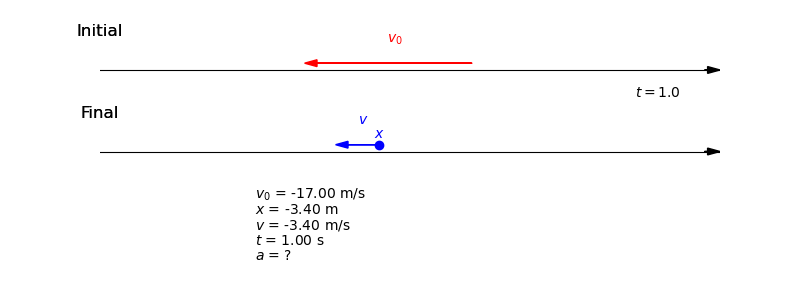 Initial
v₀
t = 1.0
Final
v
x
v₀ = -17.00 m/s
x = -3.40 m
v = -3.40 m/s
t = 1.00 s
a = ?